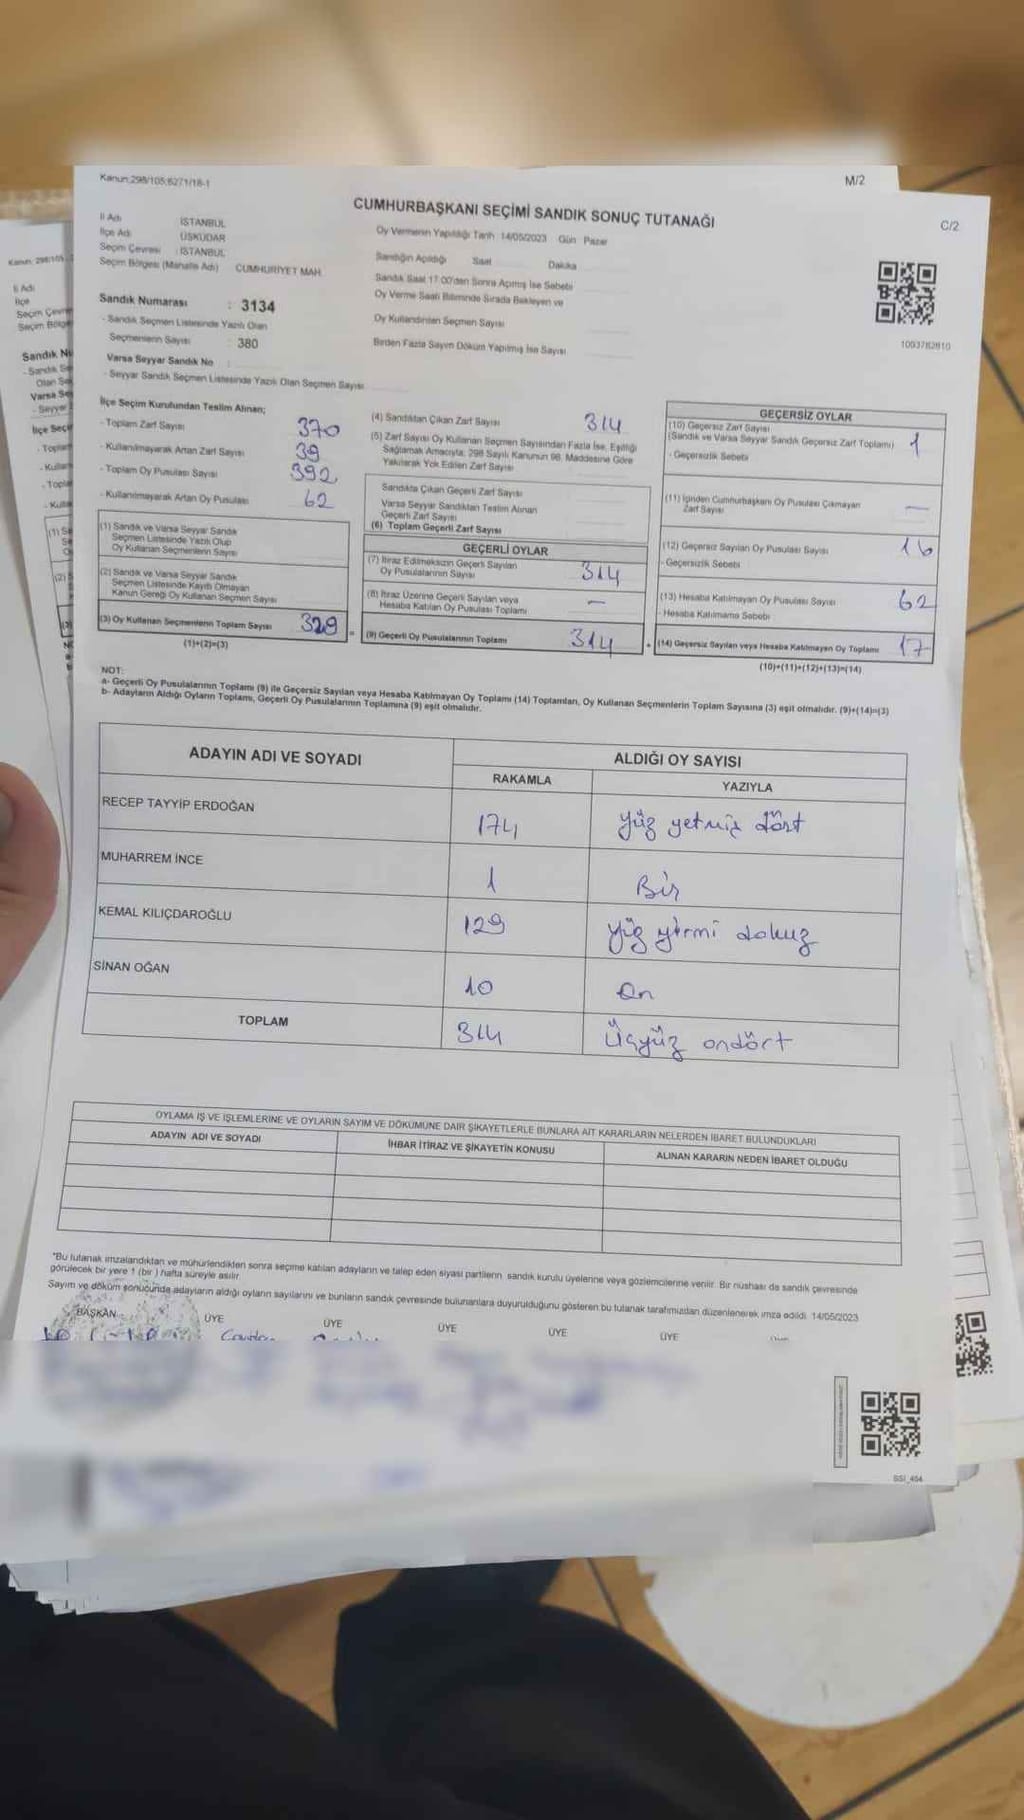 Kanun;298/105;6271/18-1
M/2
CUMHURBAŞKANI SEÇİMİ SANDIK SONUÇ TUTANAĞI
C/2
İl Adı İSTANBUL
İlçe Adı ÜSKÜDAR
Seçim Çevresi : İSTANBUL
Seçim Bölgesi (Mahalle Adı) CUMHURİYET MAH.
Oy Vermenin Yapıldığı Tarih 14/05/2023 Gün Pazar
Sandığın Açıldığı Saat Dakika
Sandık Saat 17:00'den Sonra Açımış İse Sebebi
Oy Verme Saati Bitiminde Sırada Bekleyen ve
Oy Kullandırılan Seçmen Sayısı
Birden Fazla Sayım Döküm Yapılmış İse Sayısı
1003782810
Sandık Numarası : 3134
- Sandık Seçmen Listesinde Yazılı Olan
Seçmenlerin Sayısı : 380
Varsa Seyyar Sandık No :
- Seyyar Sandık Seçmen Listesinde Yazılı Olan Seçmen Sayısı
İlçe Seçim Kurulundan Teslim Alınan;
- Toplam Zarf Sayısı 370
- Kullanılmayarak Artan Zarf Sayısı 39
- Toplam Oy Pusulası Sayısı 392
- Kullanılmayarak Artan Oy Pusulası 62
(1) Sandık ve Varsa Seyyar Sandık
Seçmen Listesinde Yazılı Olup
Oy Kullanan Seçmenlerin Sayısı
(2) Sandık ve Varsa Seyyar Sandık
Seçmen Listesinde Kayıtlı Olmayan
Kanun Gereği Oy Kullanan Seçmen Sayısı
(3) Oy Kullanan Seçmenlerin Toplam Sayısı 329
(1)+(2)=(3)
(4) Sandıktan Çıkan Zarf Sayısı 314
(5) Zarf Sayısı Oy Kullanan Seçmen Sayısından Fazla İse, Eşitliği
Sağlamak Amacıyla; 298 Sayılı Kanunun 98. Maddesine Göre
Yakılarak Yok Edilen Zarf Sayısı
Sandıkta Çıkan Geçerli Zarf Sayısı
Varsa Seyyar Sandıktan Teslim Alınan
Geçerli Zarf Sayısı
(6) Toplam Geçerli Zarf Sayısı
GEÇERLİ OYLAR
(7) İtiraz Edilmeksizin Geçerli Sayılan
Oy Pusulalarının Sayısı 314
(8) İtiraz Üzerine Geçerli Sayılan veya
Hesaba Katılan Oy Pusulası Toplamı –
= (9) Geçerli Oy Pusulalarının Toplamı 314
GEÇERSİZ OYLAR
(10) Geçersiz Zarf Sayısı
(Sandık ve Varsa Seyyar Sandık Geçersiz Zarf Toplamı) 1
- Geçersizlik Sebebi
(11) İçinden Cumhurbaşkanı Oy Pusulası Çıkmayan
Zarf Sayısı –
(12) Geçersiz Sayılan Oy Pusulası Sayısı 16
- Geçersizlik Sebebi
(13) Hesaba Katılmayan Oy Pusulası Sayısı 62
- Hesaba Katılmama Sebebi
+ (14) Geçersiz Sayılan veya Hesaba Katılmayan Oy Toplamı 17
(10)+(11)+(12)+(13)=(14)
NOT:
a- Geçerli Oy Pusulalarının Toplamı (9) ile Geçersiz Sayılan veya Hesaba Katılmayan Oy Toplamı (14) Toplamları, Oy Kullanan Seçmenlerin Toplam Sayısına (3) eşit olmalıdır. (9)+(14)=(3)
b- Adayların Aldığı Oyların Toplamı, Geçerli Oy Pusulalarının Toplamına (9) eşit olmalıdır.
ADAYIN ADI VE SOYADI
ALDIĞI OY SAYISI
RAKAMLA YAZIYLA
RECEP TAYYİP ERDOĞAN 174 Yüz yetmiş dört
MUHARREM İNCE 1 Bir
KEMAL KILIÇDAROĞLU 129 Yüz yirmi dokuz
SİNAN OĞAN 10 On
TOPLAM 314 Üçyüz ondört
OYLAMA İŞ VE İŞLEMLERİNE VE OYLARIN SAYIM VE DÖKÜMÜNE DAİR ŞİKAYETLERLE BUNLARA AİT KARARLARIN NELERDEN İBARET BULUNDUKLARI
ADAYIN ADI VE SOYADI İHBAR İTİRAZ VE ŞİKAYETİN KONUSU ALINAN KARARIN NEDEN İBARET OLDUĞU
"Bu tutanak imzalandıktan ve mühürlendikten sonra seçime katılan adayların ve talep eden siyasi partilerin sandık kurulu üyelerine veya gözlemcilerine verilir. Bir nüshası da sandık çevresinde
görülecek bir yere 1 (bir ) hafta süreyle asılır.
Sayım ve döküm sonucunda adayların aldığı oyların sayılarını ve bunların sandık çevresinde bulunanlara duyurulduğunu gösteren bu tutanak tarafımızdan düzenlenerek imza edildi. 14/05/2023
BAŞKAN ÜYE ÜYE ÜYE ÜYE ÜYE
SSI_404